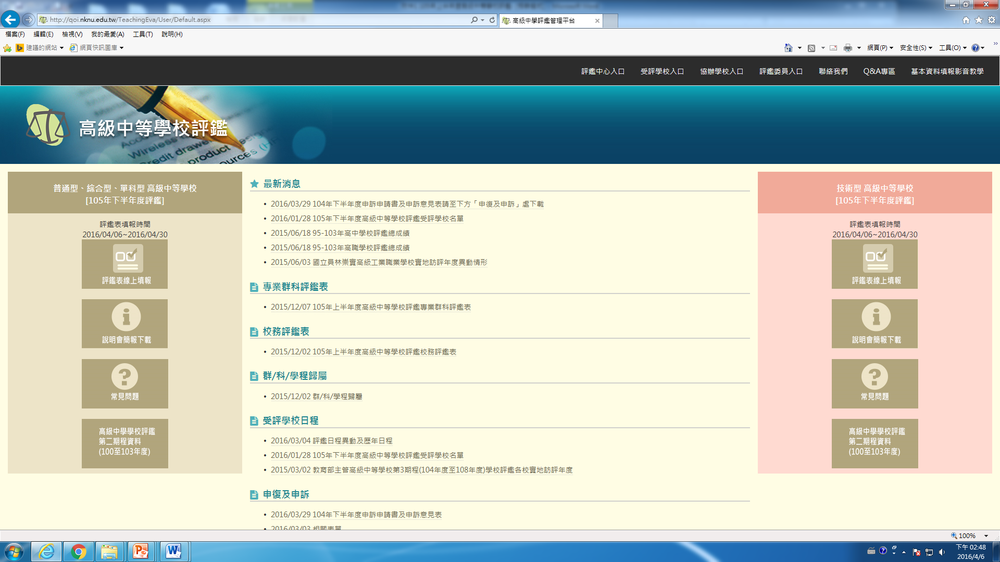 http://qoi.nknu.edu.tw/TeachingEva/User/Default.aspx
高級中學評鑑管理平台
檔案(F) 編輯(E) 檢視(V) 我的最愛(A) 工具(T) 說明(H)
建議的網站 網頁快訊圖庫
網頁(P) 安全性(S) 工具(O)
評鑑中心入口 受評學校入口 協辦學校入口 評鑑委員入口 聯絡我們 Q&A專區 基本資料填報影音教學
高級中等學校評鑑
Wireless
Credit drawe
product
ources (H
普通型、綜合型、單科型 高級中等學校
[105年下半年度評鑑]
評鑑表填報時間
2016/04/06~2016/04/30
評鑑表線上填報
說明會簡報下載
常見問題
高級中學學校評鑑
第二期程資料
(100至103年度)
最新消息
• 2016/03/29 104年下半年度申訴申請書及申訴意見表請至下方「申復及申訴」處下載
• 2016/01/28 105年下半年度高級中等學校評鑑受評學校名單
• 2015/06/18 95-103年高中學校評鑑總成績
• 2015/06/18 95-103年高職學校評鑑總成績
• 2015/06/03 國立員林崇實高級工業職業學校實地訪評年度異動情形
專業群科評鑑表
• 2015/12/07 105年上半年度高級中等學校評鑑專業群科評鑑表
校務評鑑表
• 2015/12/02 105年上半年度高級中等學校評鑑校務評鑑表
群/科/學程歸屬
• 2015/12/02 群/科/學程歸屬
受評學校日程
• 2016/03/04 評鑑日程異動及歷年日程
• 2016/01/28 105年下半年度高級中等學校評鑑受評學校名單
• 2015/03/02 教育部主管高級中等學校第3期程(104年度至108年度)學校評鑑各校實地訪評年度
申復及申訴
• 2016/03/29 104年下半年度申訴申請書及申訴意見表
• 2016/03/03 相關表單
技術型 高級中等學校
[105年下半年度評鑑]
評鑑表填報時間
2016/04/06~2016/04/30
評鑑表線上填報
說明會簡報下載
常見問題
高級中學學校評鑑
第二期程資料
(100至103年度)
100%
下午 02:48
2016/4/6